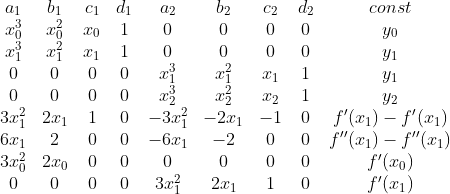 a₁ b₁ c₁ d₁ a₂ b₂ c₂ d₂ const
x₀³ x₀² x₀ 1 0 0 0 0 y₀
x₁³ x₁² x₁ 1 0 0 0 0 y₁
0 0 0 0 x₁³ x₁² x₁ 1 y₁
0 0 0 0 x₂³ x₂² x₂ 1 y₂
3x₁² 2x₁ 1 0 −3x₁² −2x₁ −1 0 f′(x₁) − f′(x₁)
6x₁ 2 0 0 −6x₁ −2 0 0 f″(x₁) − f″(x₁)
3x₀² 2x₀ 0 0 0 0 0 0 f′(x₀)
0 0 0 0 3x₁² 2x₁ 1 0 f′(x₁)